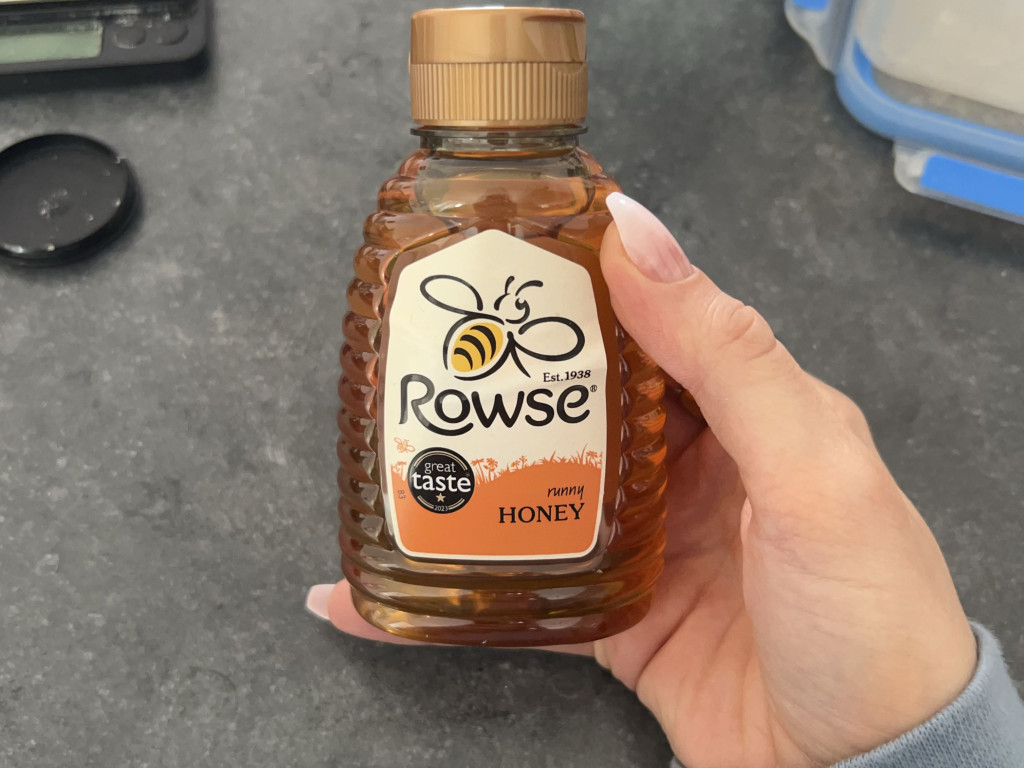 Est. 1938
Rowse®
great
taste
2023
runny
HONEY